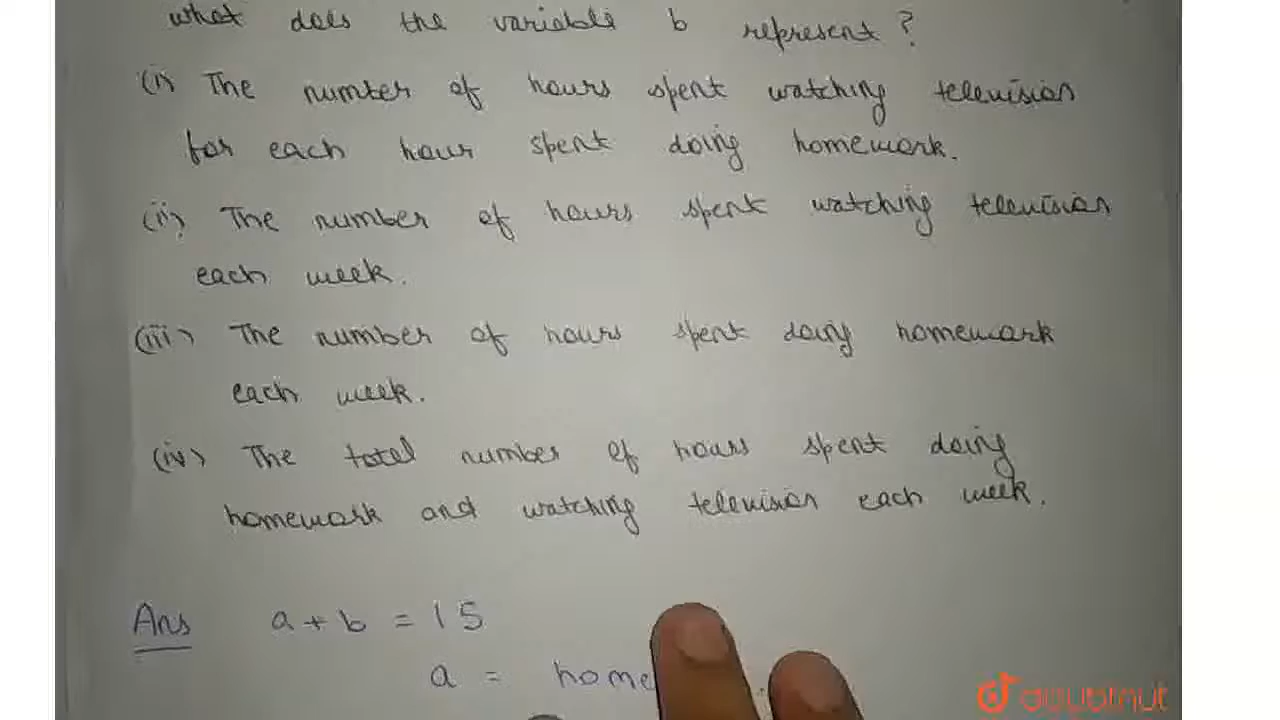 what does the variable b represent?
(i) The number of hours spent watching television
for each hour spent doing homework.
(ii) The number of hours spent watching television
each week.
(iii) The number of hours spent doing homework
each week.
(iv) The total number of hours spent doing
homework and watching television each week.
Ans a + b = 15
a = home
doubtnut